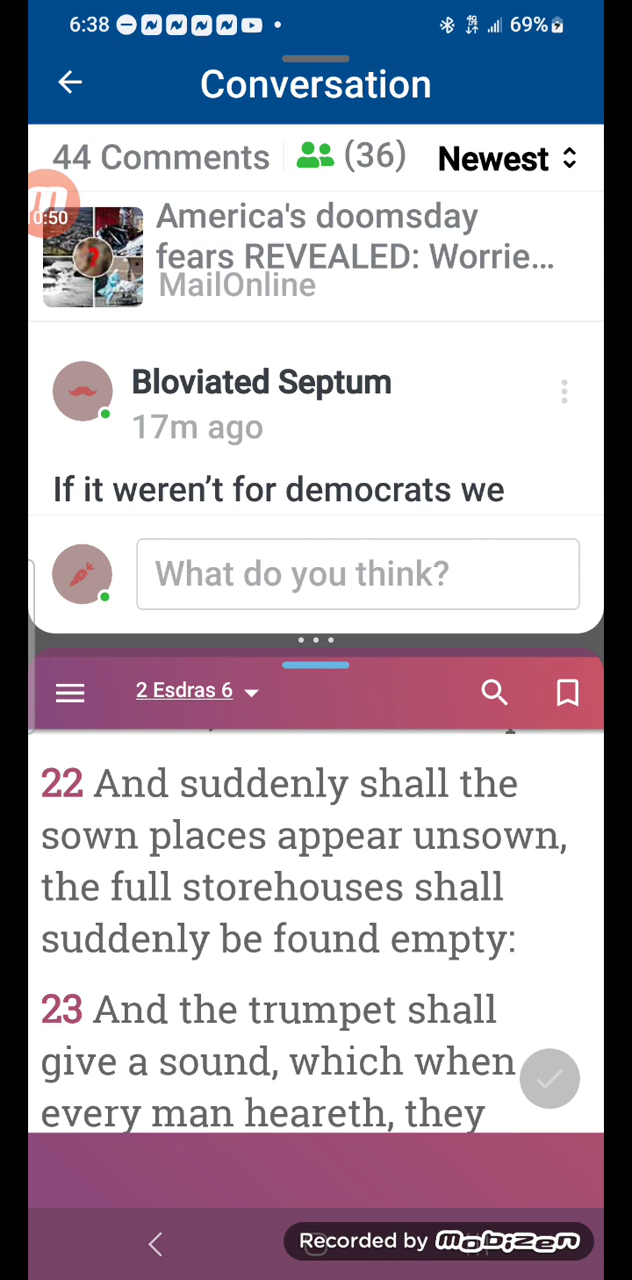 6:38
69%
Conversation
44 Comments
(36)
Newest
10:50
America's doomsday
fears REVEALED: Worrie...
MailOnline
Bloviated Septum
17m ago
If it weren't for democrats we
What do you think?
2 Esdras 6
22 And suddenly shall the
sown places appear unsown,
the full storehouses shall
suddenly be found empty:
23 And the trumpet shall
give a sound, which when
every man heareth, they
Recorded by mobizen